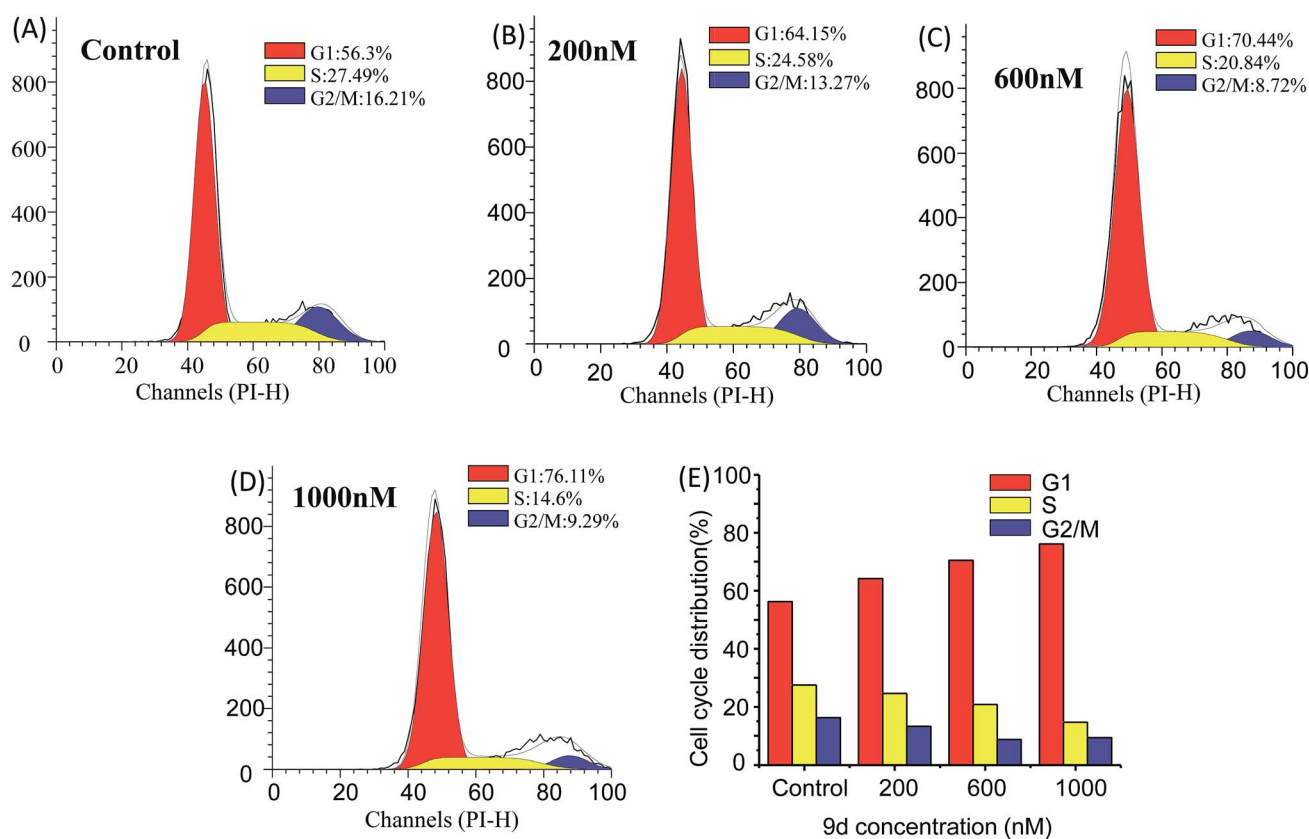 (A)
Control
G1:56.3%
S:27.49%
G2/M:16.21%
800
600
400
200
0
0 20 40 60 80 100
Channels (PI-H)
(B)
200nM
G1:64.15%
S:24.58%
G2/M:13.27%
800
600
400
200
0
0 20 40 60 80 100
Channels (PI-H)
(C)
600nM
G1:70.44%
S:20.84%
G2/M:8.72%
800
600
400
200
0
0 20 40 60 80 100
Channels (PI-H)
(D)
1000nM
G1:76.11%
S:14.6%
G2/M:9.29%
800
600
400
200
0
0 20 40 60 80 100
Channels (PI-H)
(E)
G1
S
G2/M
Cell cycle distribution(%)
100
80
60
40
20
0
Control 200 600 1000
9d concentration (nM)